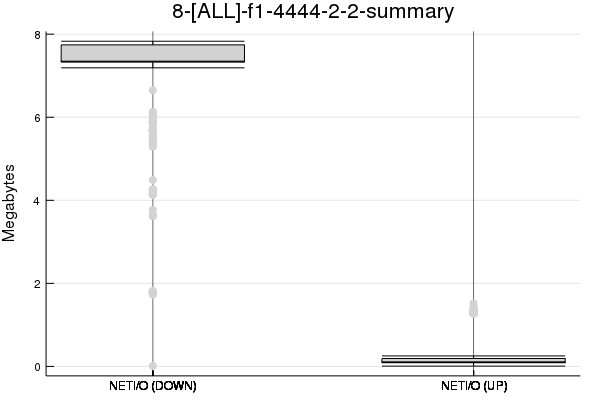 8-[ALL]-f1-4444-2-2-summary
8
6
4
2
0
Megabytes
NETI/O (DOWN)
NETI/O (UP)